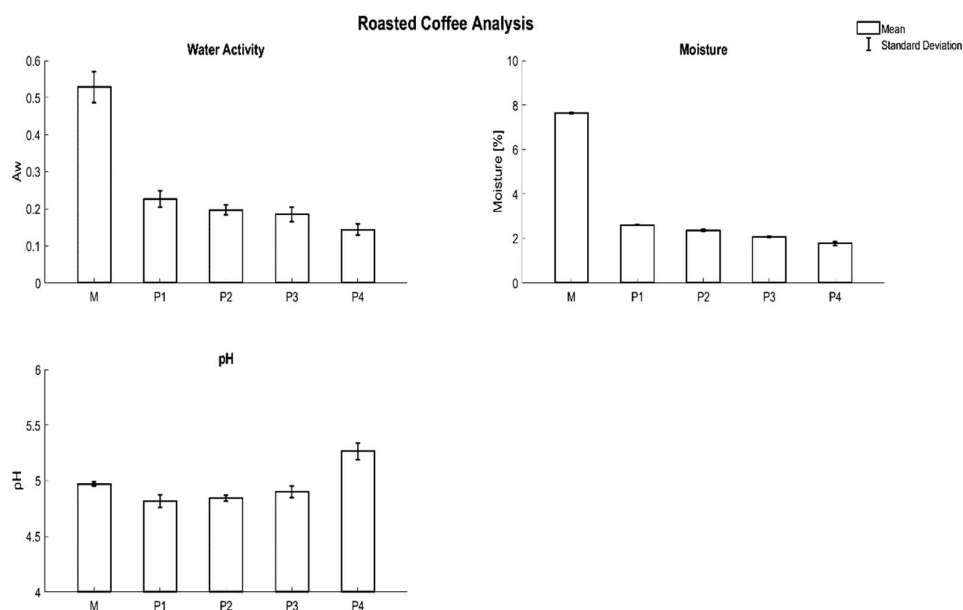 Roasted Coffee Analysis
Mean
Standard Deviation
Water Activity
Aw
0.6
0.5
0.4
0.3
0.2
0.1
0
M P1 P2 P3 P4
Moisture
Moisture [%]
10
8
6
4
2
0
M P1 P2 P3 P4
pH
pH
6
5.5
5
4.5
4
M P1 P2 P3 P4